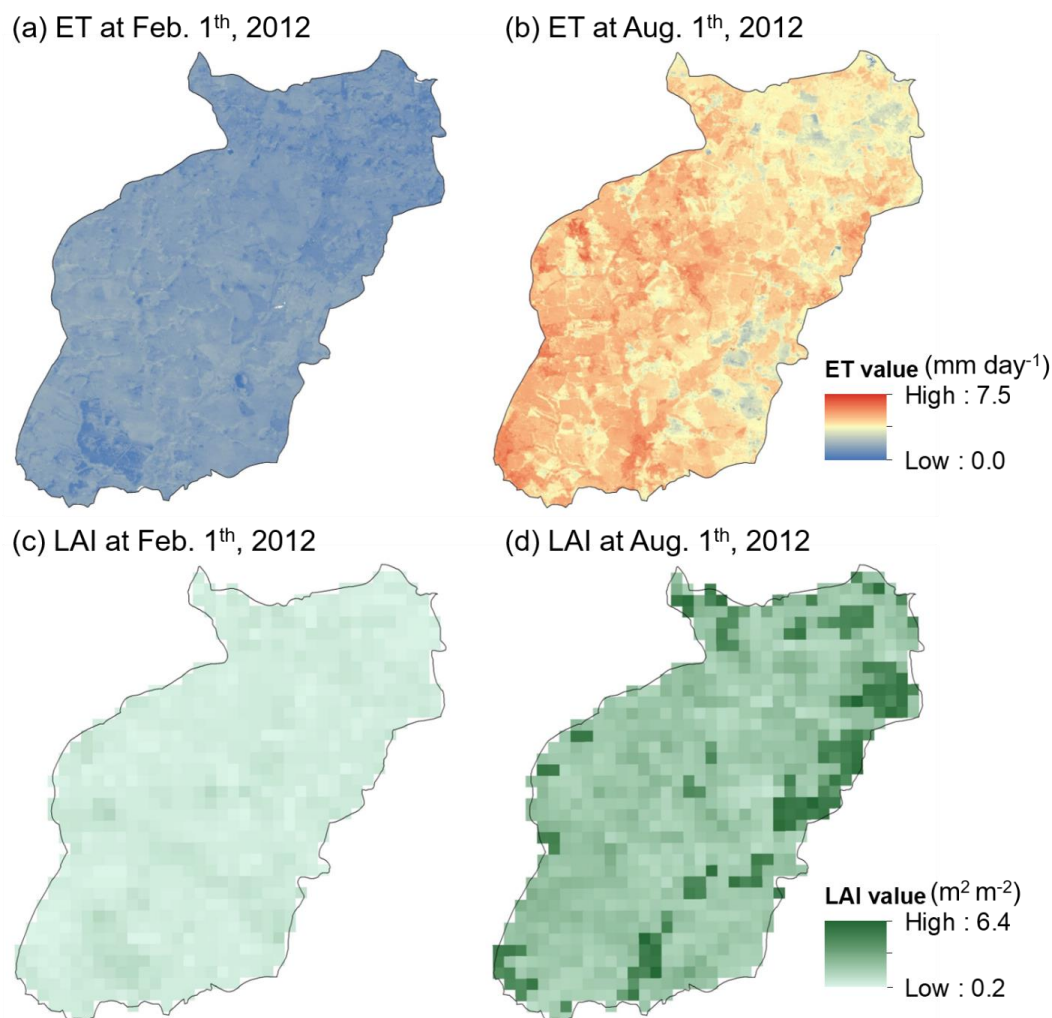 (a) ET at Feb. 1th, 2012
(b) ET at Aug. 1th, 2012
ET value (mm day-1)
High : 7.5
Low : 0.0
(c) LAI at Feb. 1th, 2012
(d) LAI at Aug. 1th, 2012
LAI value (m2 m-2)
High : 6.4
Low : 0.2